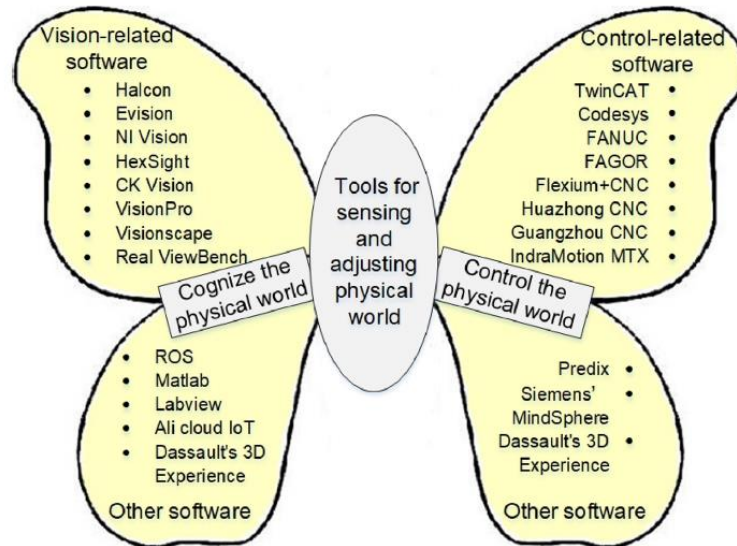 Vision-related
software
• Halcon
• Evision
• NI Vision
• HexSight
• CK Vision
• VisionPro
• Visionscape
• Real ViewBench
Cognize the
physical world
• ROS
• Matlab
• Labview
• Ali cloud IoT
• Dassault's 3D
Experience
Other software
Tools for
sensing
and
adjusting
physical
world
Control-related
software
TwinCAT •
Codesys •
FANUC •
FAGOR •
Flexium+CNC •
Huazhong CNC •
Guangzhou CNC •
IndraMotion MTX •
Control the
physical world
Predix •
Siemens' •
MindSphere
Dassault's 3D •
Experience
Other software